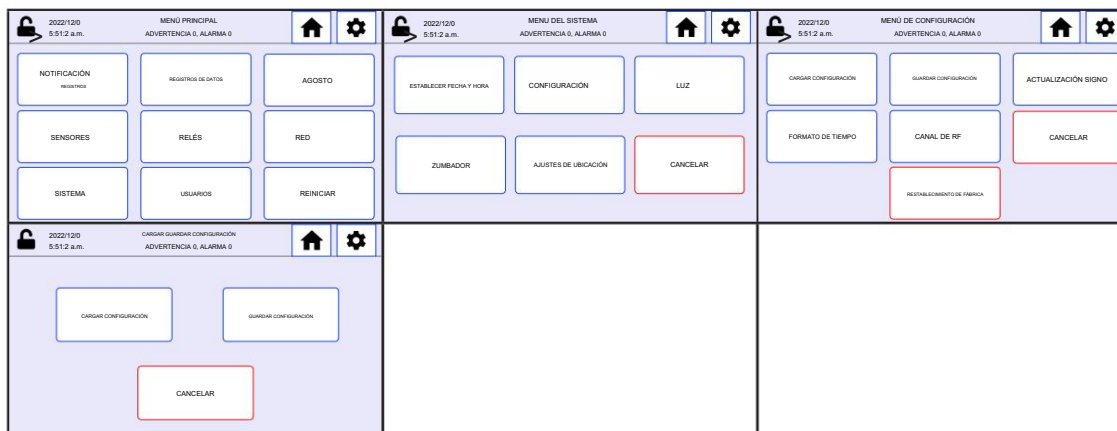 2022/12/0
5:51:2 a.m.
MENÚ PRINCIPAL
ADVERTENCIA 0, ALARMA 0
NOTIFICACIÓN
REGISTROS
REGISTROS DE DATOS
AGOSTO
SENSORES
RELÉS
RED
SISTEMA
USUARIOS
REINICIAR
2022/12/0
5:51:2 a.m.
MENU DEL SISTEMA
ADVERTENCIA 0, ALARMA 0
ESTABLECER FECHA Y HORA
CONFIGURACIÓN
LUZ
ZUMBADOR
AJUSTES DE UBICACIÓN
CANCELAR
2022/12/0
5:51:2 a.m.
MENÚ DE CONFIGURACIÓN
ADVERTENCIA 0, ALARMA 0
CARGAR CONFIGURACIÓN
GUARDAR CONFIGURACIÓN
ACTUALIZACIÓN SIGNO
FORMATO DE TIEMPO
CANAL DE RF
CANCELAR
RESTABLECIMIENTO DE FÁBRICA
2022/12/0
5:51:2 a.m.
CARGAR GUARDAR CONFIGURACIÓN
ADVERTENCIA 0, ALARMA 0
CARGAR CONFIGURACIÓN
GUARDAR CONFIGURACIÓN
CANCELAR